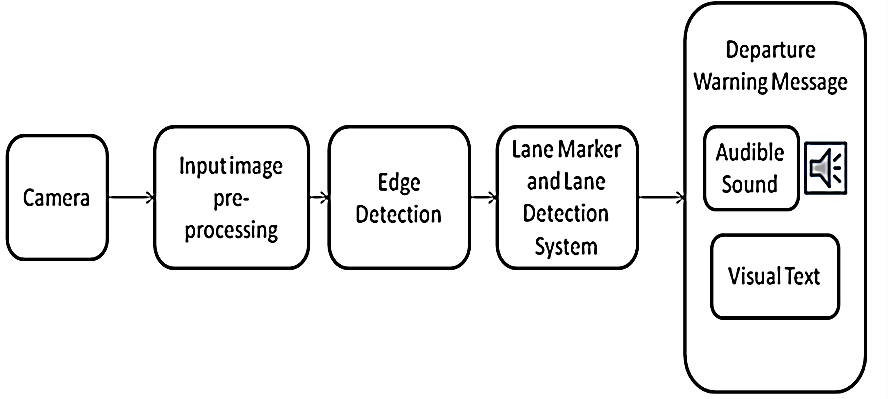 Camera
Input image
pre-
processing
Edge
Detection
Lane Marker
and Lane
Detection
System
Departure
Warning Message
Audible
Sound
Visual Text